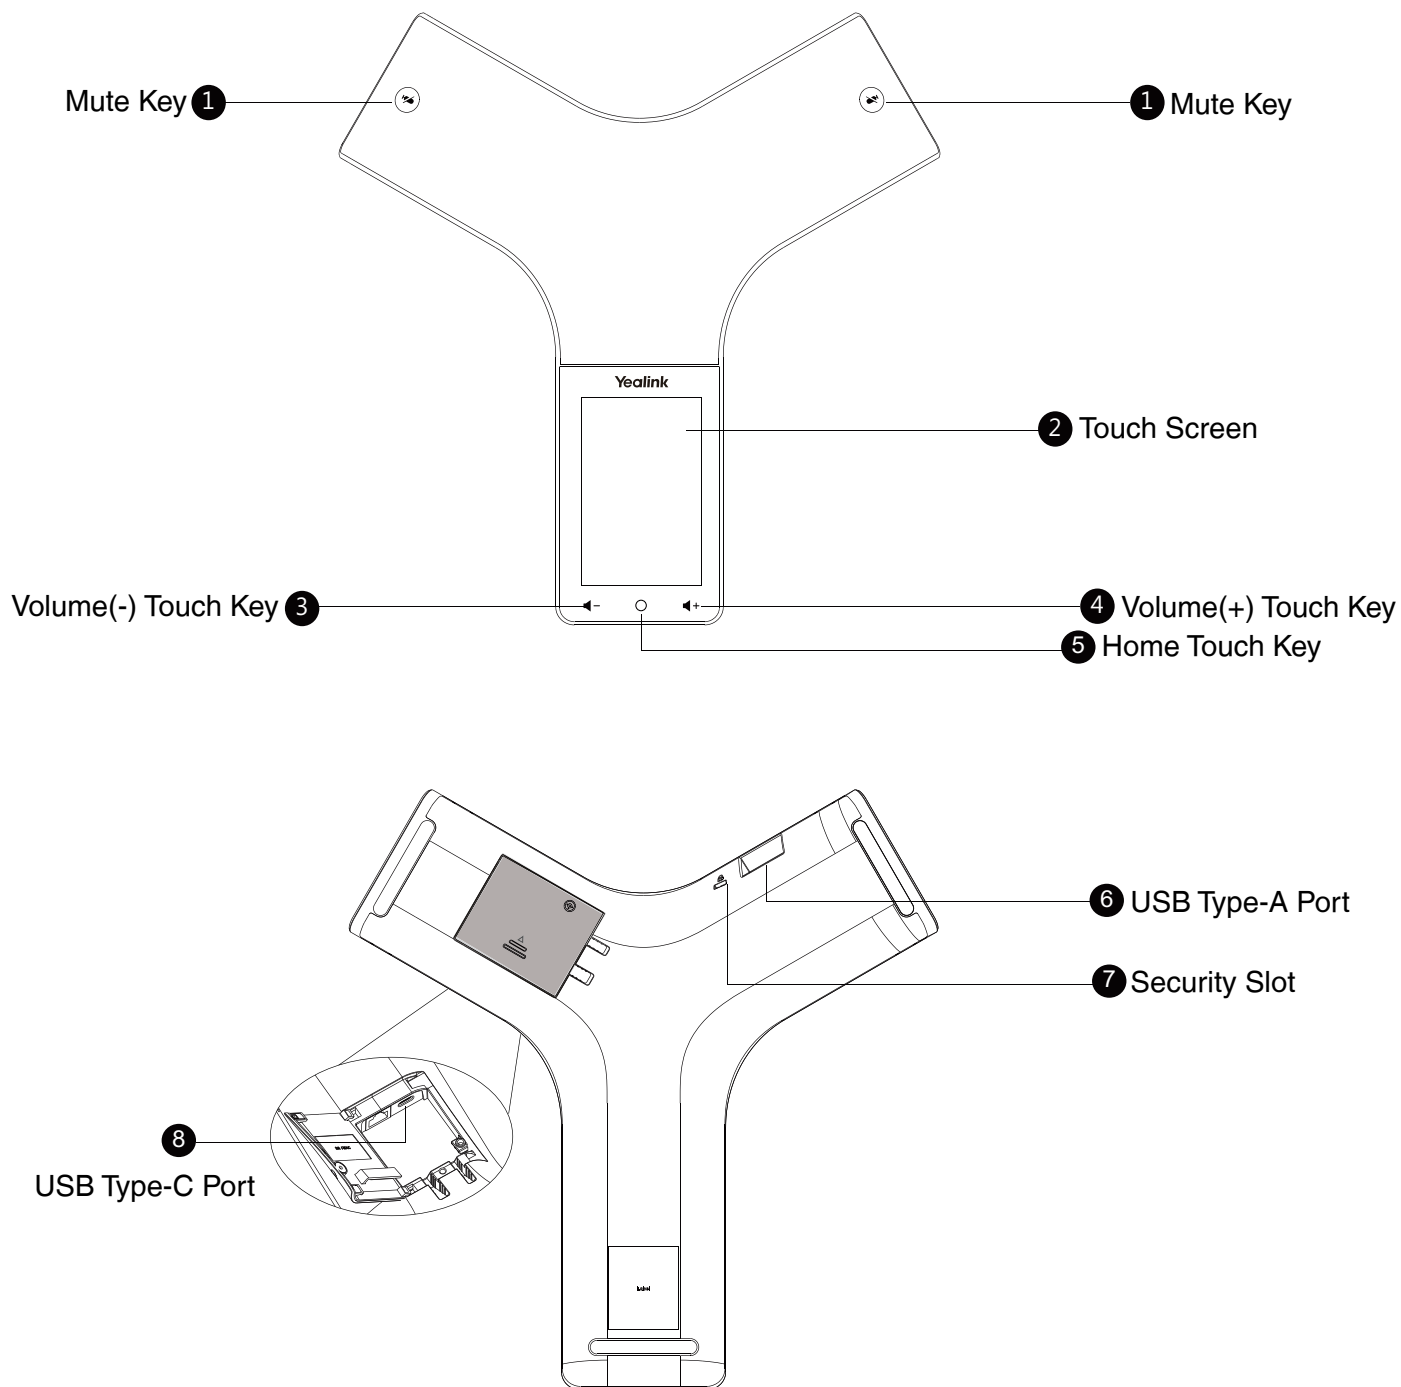 Mute Key 1
1 Mute Key
Yealink
2 Touch Screen
Volume(-) Touch Key 3
4 Volume(+) Touch Key
5 Home Touch Key
6 USB Type-A Port
7 Security Slot
8
USB Type-C Port
Label